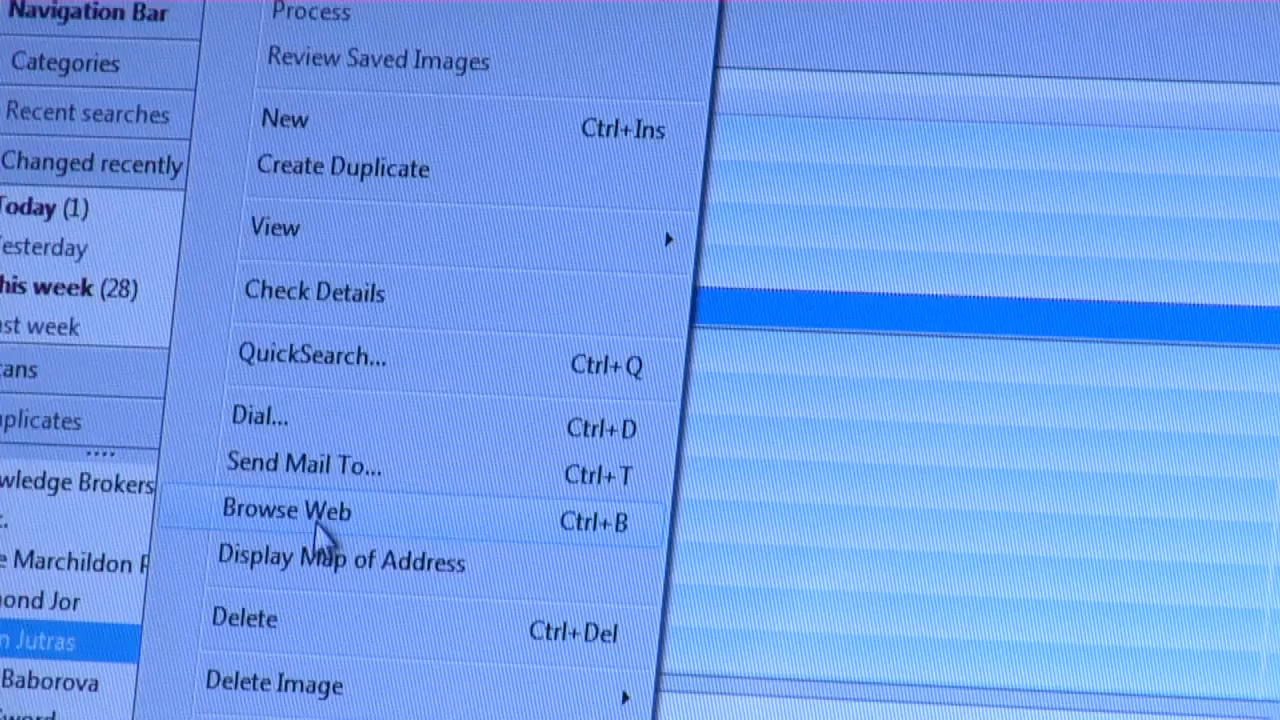 Navigation Bar
Categories
Recent searches
Changed recently
Today (1)
esterday
his week (28)
ast week
ans
plicates
wledge Brokers
e Marchildon
ond Jor
n Jutras
Baborova
Process
Review Saved Images
New Ctrl+Ins
Create Duplicate
View
Check Details
QuickSearch... Ctrl+Q
Dial... Ctrl+D
Send Mail To... Ctrl+T
Browse Web Ctrl+B
Display Map of Address
Delete Ctrl+Del
Delete Image